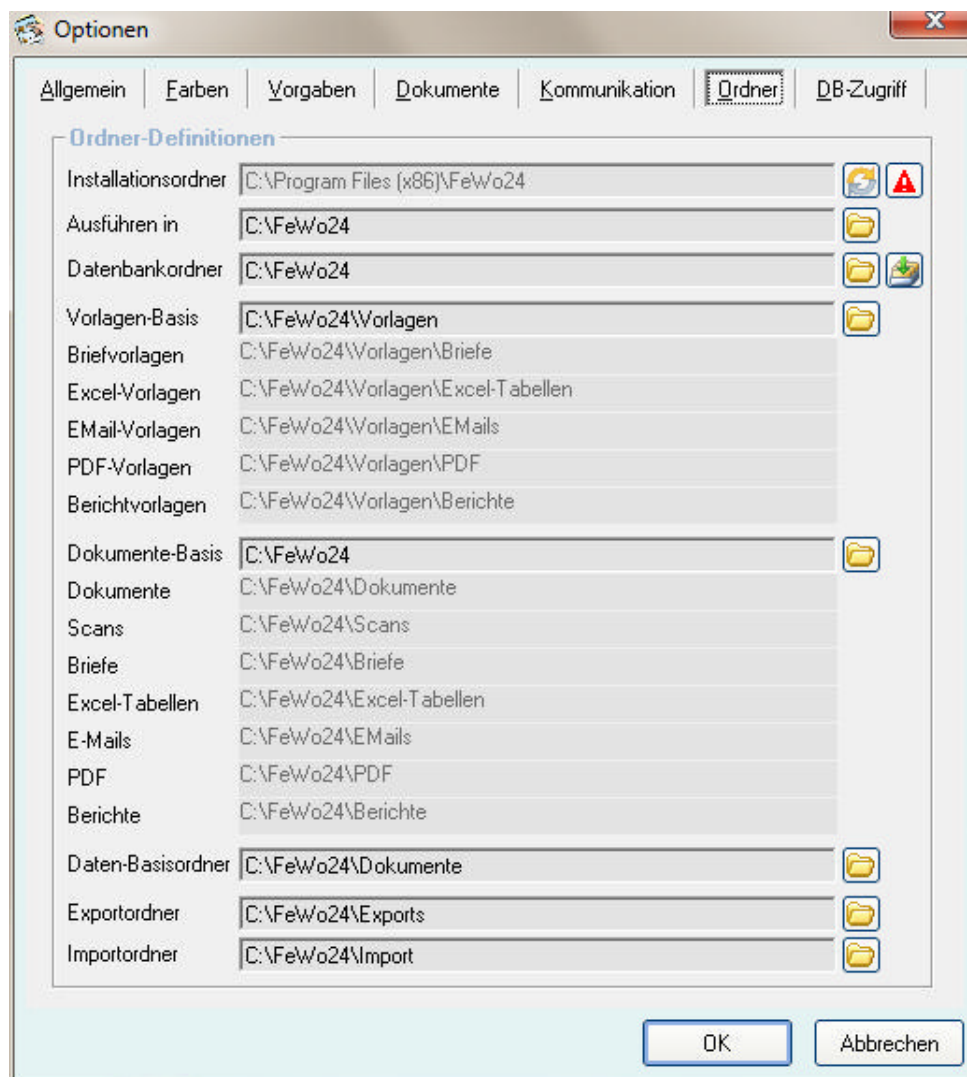 Optionen
Allgemein Farben Vorgaben Dokumente Kommunikation Ordner DB-Zugriff
Ordner-Definitionen
Installationsordner C:\Program Files (x86)\FeWo24
Ausführen in C:\FeWo24
Datenbankordner C:\FeWo24
Vorlagen-Basis C:\FeWo24\Vorlagen
Briefvorlagen C:\FeWo24\Vorlagen\Briefe
Excel-Vorlagen C:\FeWo24\Vorlagen\Excel-Tabellen
EMail-Vorlagen C:\FeWo24\Vorlagen\EMails
PDF-Vorlagen C:\FeWo24\Vorlagen\PDF
Berichtvorlagen C:\FeWo24\Vorlagen\Berichte
Dokumente-Basis C:\FeWo24
Dokumente C:\FeWo24\Dokumente
Scans C:\FeWo24\Scans
Briefe C:\FeWo24\Briefe
Excel-Tabellen C:\FeWo24\Excel-Tabellen
E-Mails C:\FeWo24\EMails
PDF C:\FeWo24\PDF
Berichte C:\FeWo24\Berichte
Daten-Basisordner C:\FeWo24\Dokumente
Exportordner C:\FeWo24\Exports
Importordner C:\FeWo24\Import
OK Abbrechen